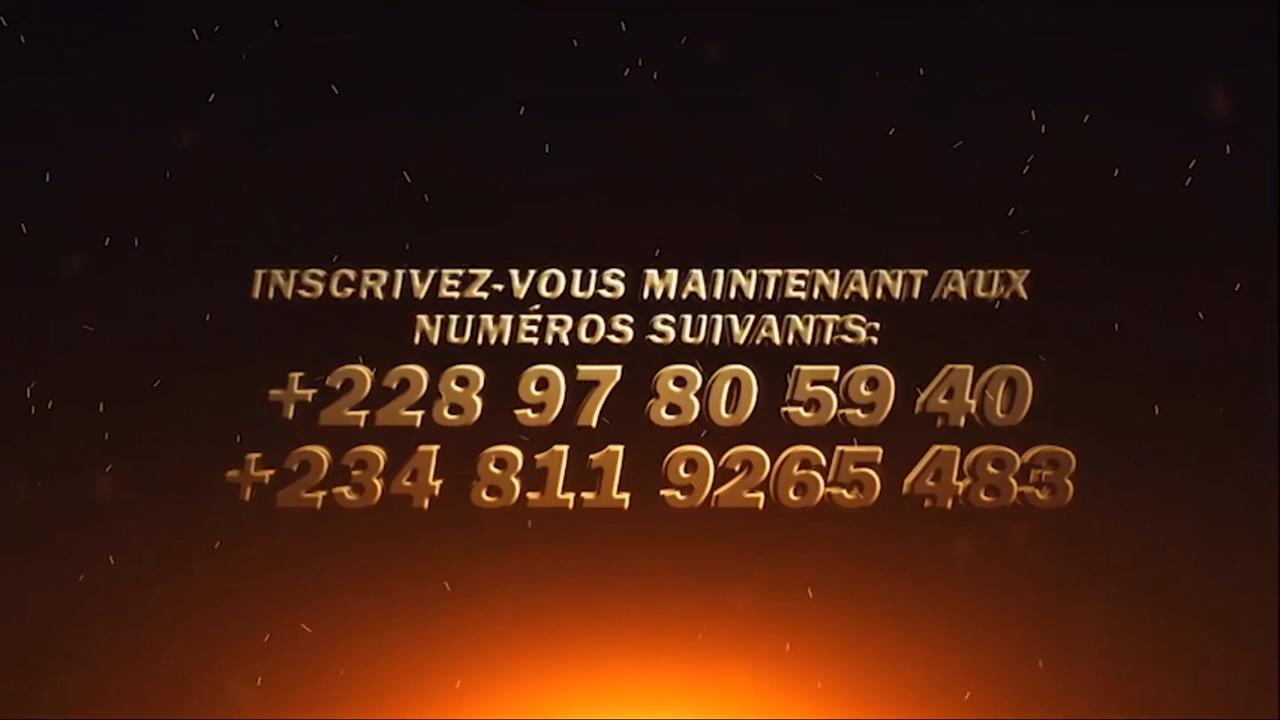 INSCRIVEZ-VOUS MAINTENANT AUX
NUMÉROS SUIVANTS:
+228 97 80 59 40
+234 811 9265 483